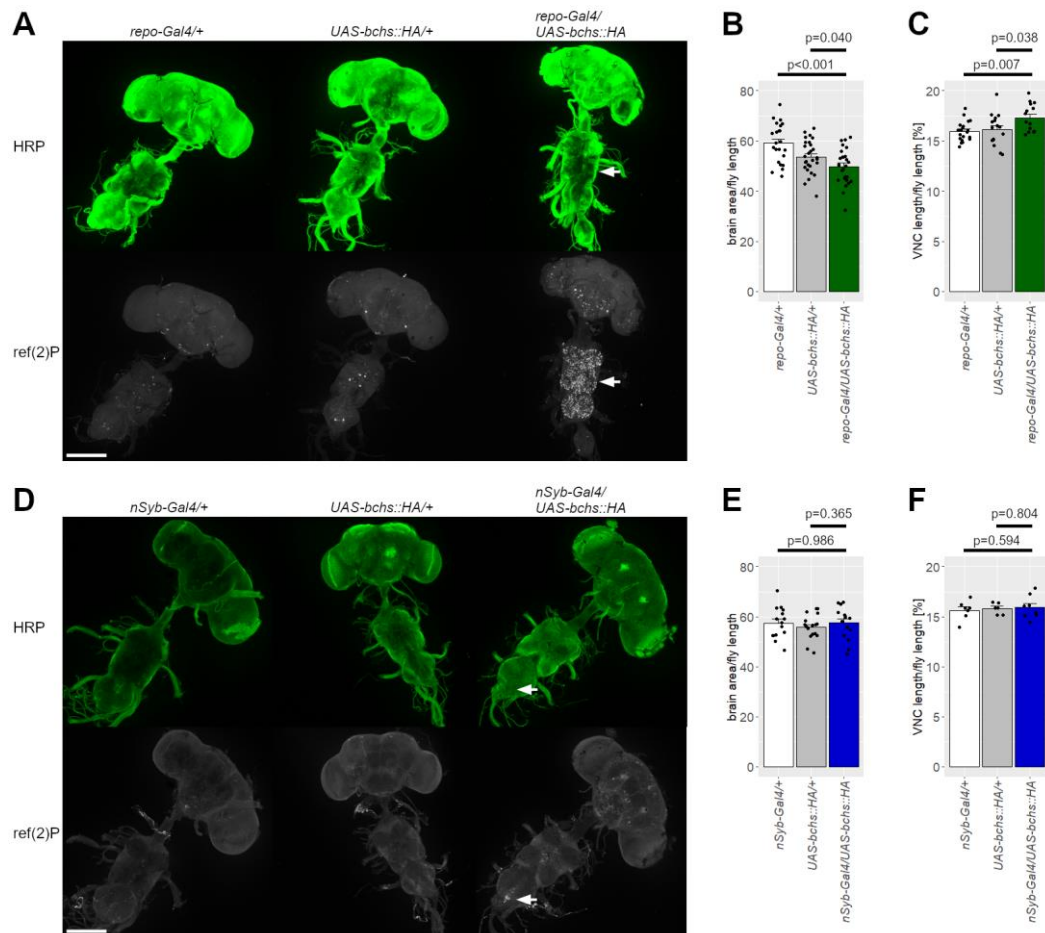 A
repo-Gal4/+
UAS-bchs::HA/+
repo-Gal4/
UAS-bchs::HA
HRP
ref(2)P
B
p=0.040
p<0.001
brain area/fly length
80
60
40
20
0
repo-Gal4/+
UAS-bchs::HA/+
repo-Gal4/UAS-bchs::HA
C
p=0.038
p=0.007
VNC length/fly length [%]
20
15
10
5
0
repo-Gal4/+
UAS-bchs::HA/+
repo-Gal4/UAS-bchs::HA
D
nSyb-Gal4/+
UAS-bchs::HA/+
nSyb-Gal4/
UAS-bchs::HA
HRP
ref(2)P
E
p=0.365
p=0.986
brain area/fly length
80
60
40
20
0
nSyb-Gal4/+
UAS-bchs::HA/+
nSyb-Gal4/UAS-bchs::HA
F
p=0.804
p=0.594
VNC length/fly length [%]
20
15
10
5
0
nSyb-Gal4/+
UAS-bchs::HA/+
nSyb-Gal4/UAS-bchs::HA